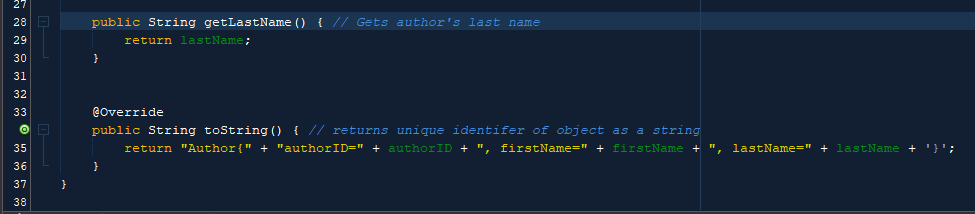 27
28 public String getLastName() { // Gets author's last name
29 return lastName;
30 }
31
32
33 @Override
public String toString() { // returns unique identifer of object as a string
35 return "Author{" + "authorID=" + authorID + ", firstName=" + firstName + ", lastName=" + lastName + '}';
36 }
37 }
38